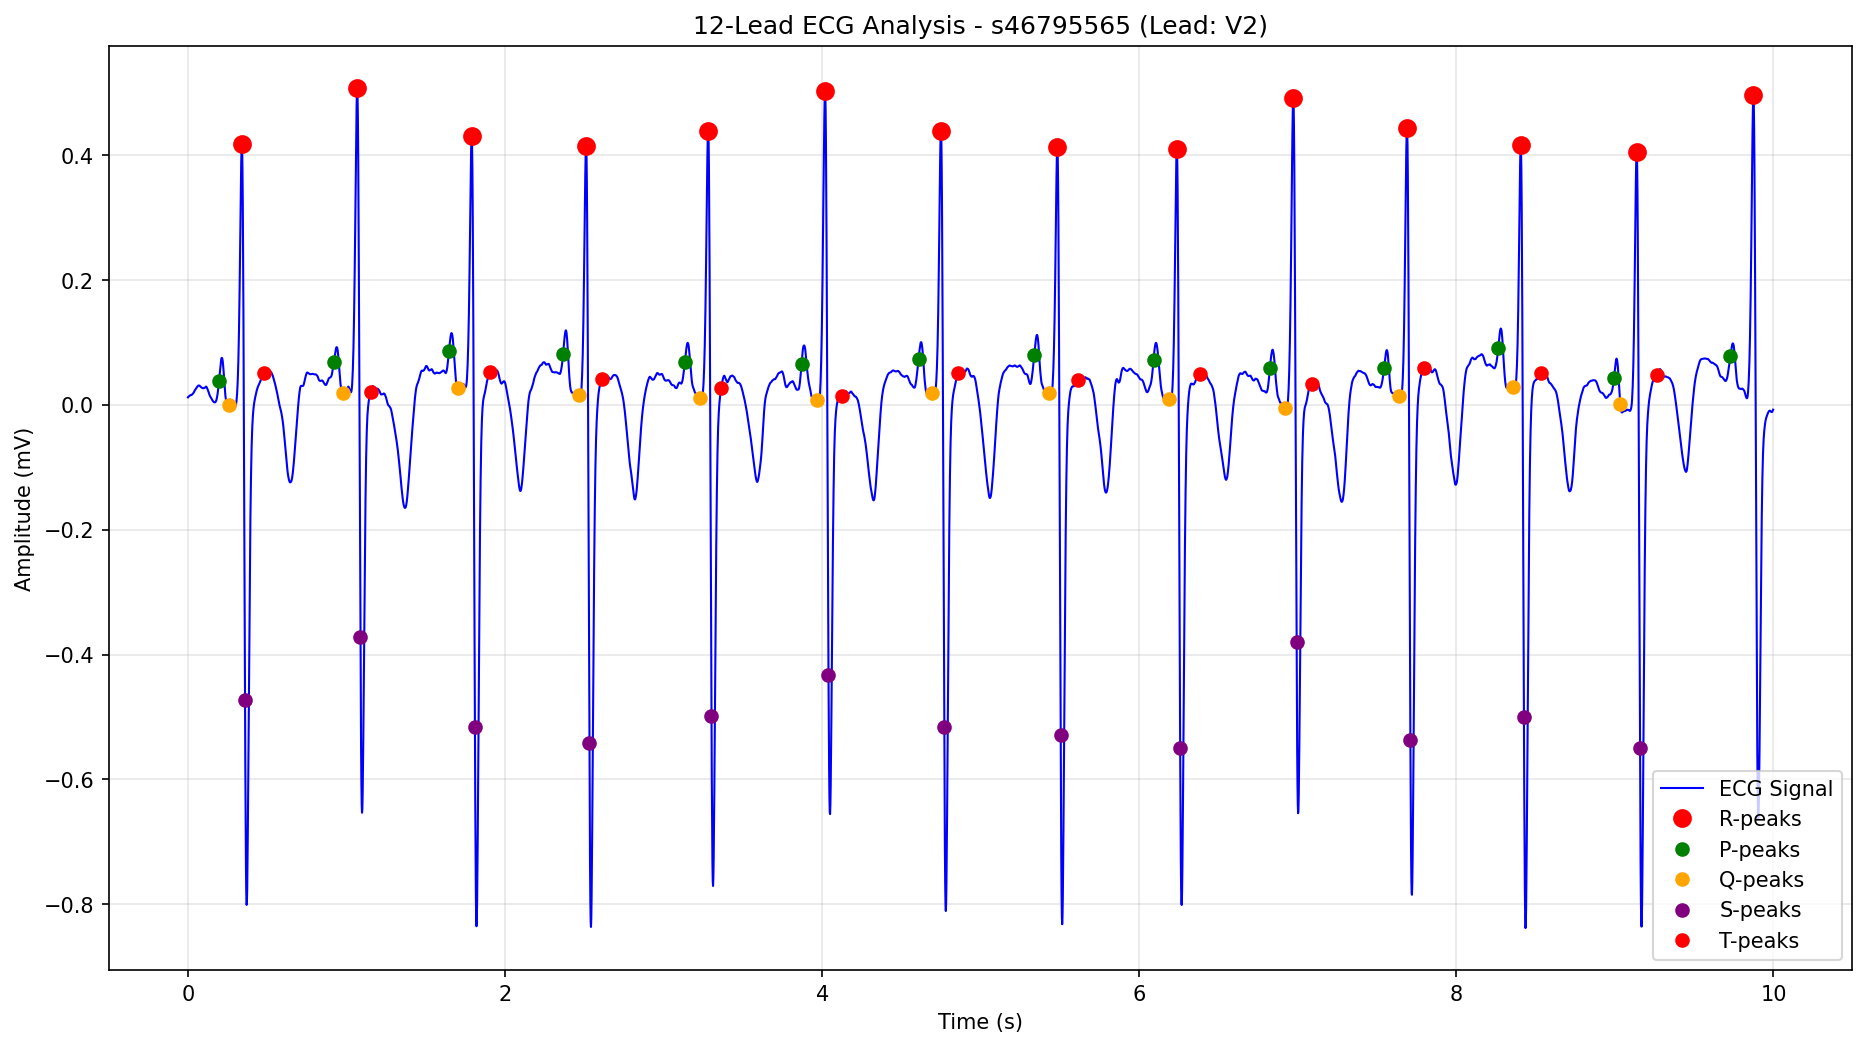 12-Lead ECG Analysis - s46795565 (Lead: V2)
Amplitude (mV)
0.4
0.2
0.0
−0.2
−0.4
−0.6
−0.8
0 2 4 6 8 10
Time (s)
ECG Signal
R-peaks
P-peaks
Q-peaks
S-peaks
T-peaks